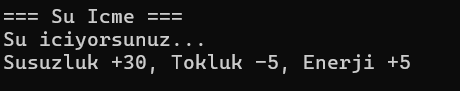 === Su Icme ===
Su iciyorsunuz...
Susuzluk +30, Tokluk -5, Enerji +5